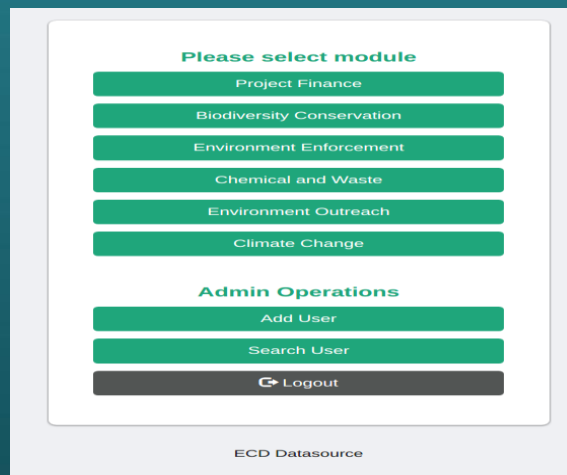 Please select module
Project Finance
Biodiversity Conservation
Environment Enforcement
Chemical and Waste
Environment Outreach
Climate Change
Admin Operations
Add User
Search User
Logout
ECD Datasource